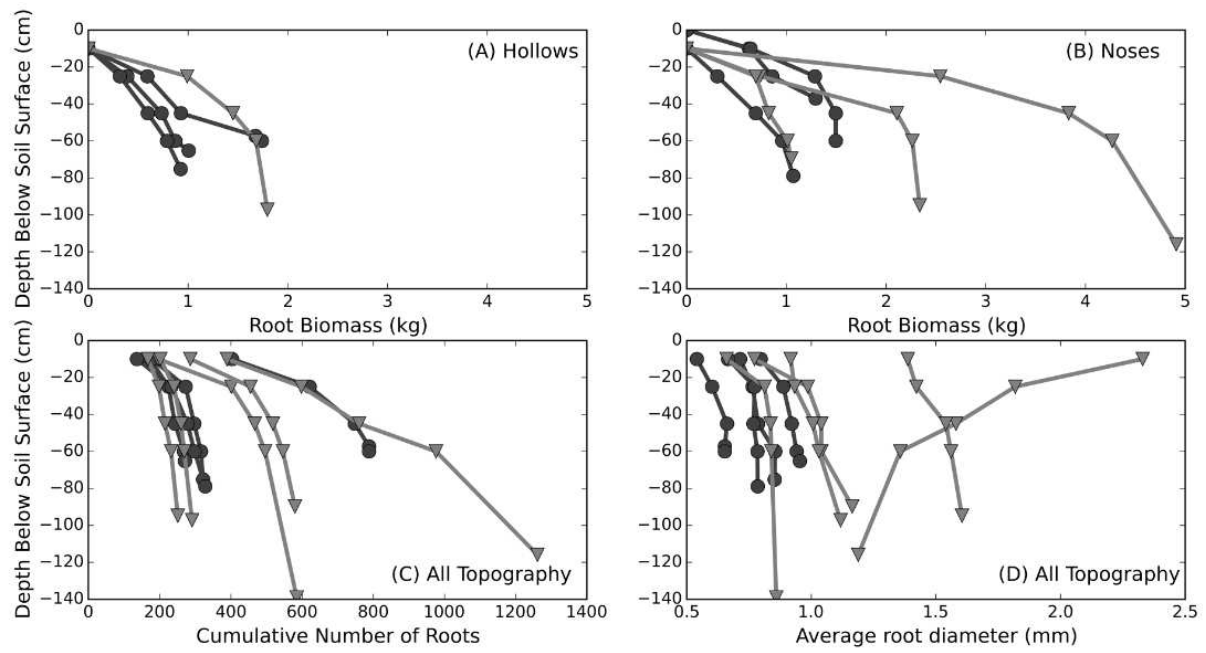 0
−20
−40
−60
−80
−100
−120
−140
Depth Below Soil Surface (cm)
(A) Hollows
0 1 2 3 4 5
Root Biomass (kg)
0
−20
−40
−60
−80
−100
−120
−140
(B) Noses
0 1 2 3 4 5
Root Biomass (kg)
0
−20
−40
−60
−80
−100
−120
−140
Depth Below Soil Surface (cm)
(C) All Topography
0 200 400 600 800 1000 1200 1400
Cumulative Number of Roots
0
−20
−40
−60
−80
−100
−120
−140
(D) All Topography
0.5 1.0 1.5 2.0 2.5
Average root diameter (mm)